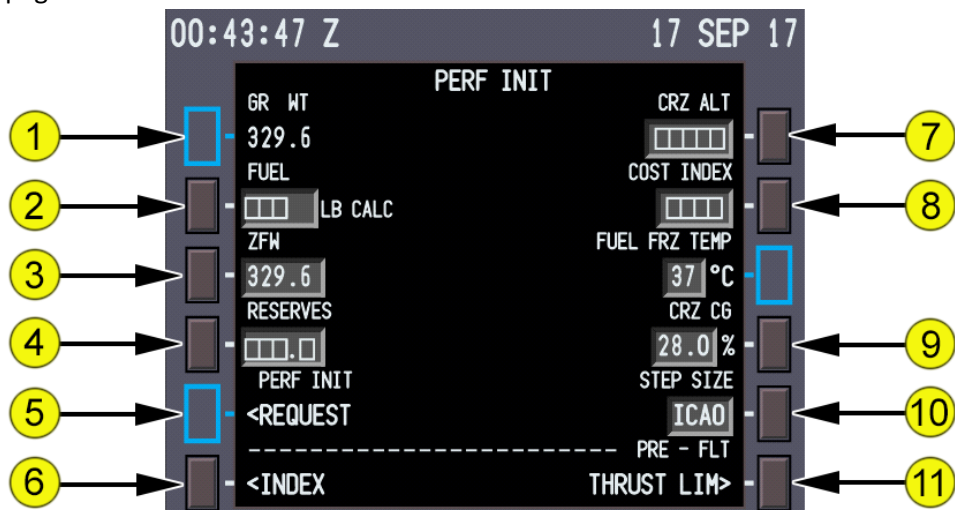 00:43:47 Z 17 SEP 17
PERF INIT
GR WT CRZ ALT
1 329.6 7
FUEL COST INDEX
2 LB CALC 8
ZFW FUEL FRZ TEMP
3 329.6 37 °C
RESERVES CRZ CG
4 . 28.0 % 9
PERF INIT STEP SIZE
5 <REQUEST ICAO 10
-------------------------- PRE - FLT
6 <INDEX THRUST LIM> 11